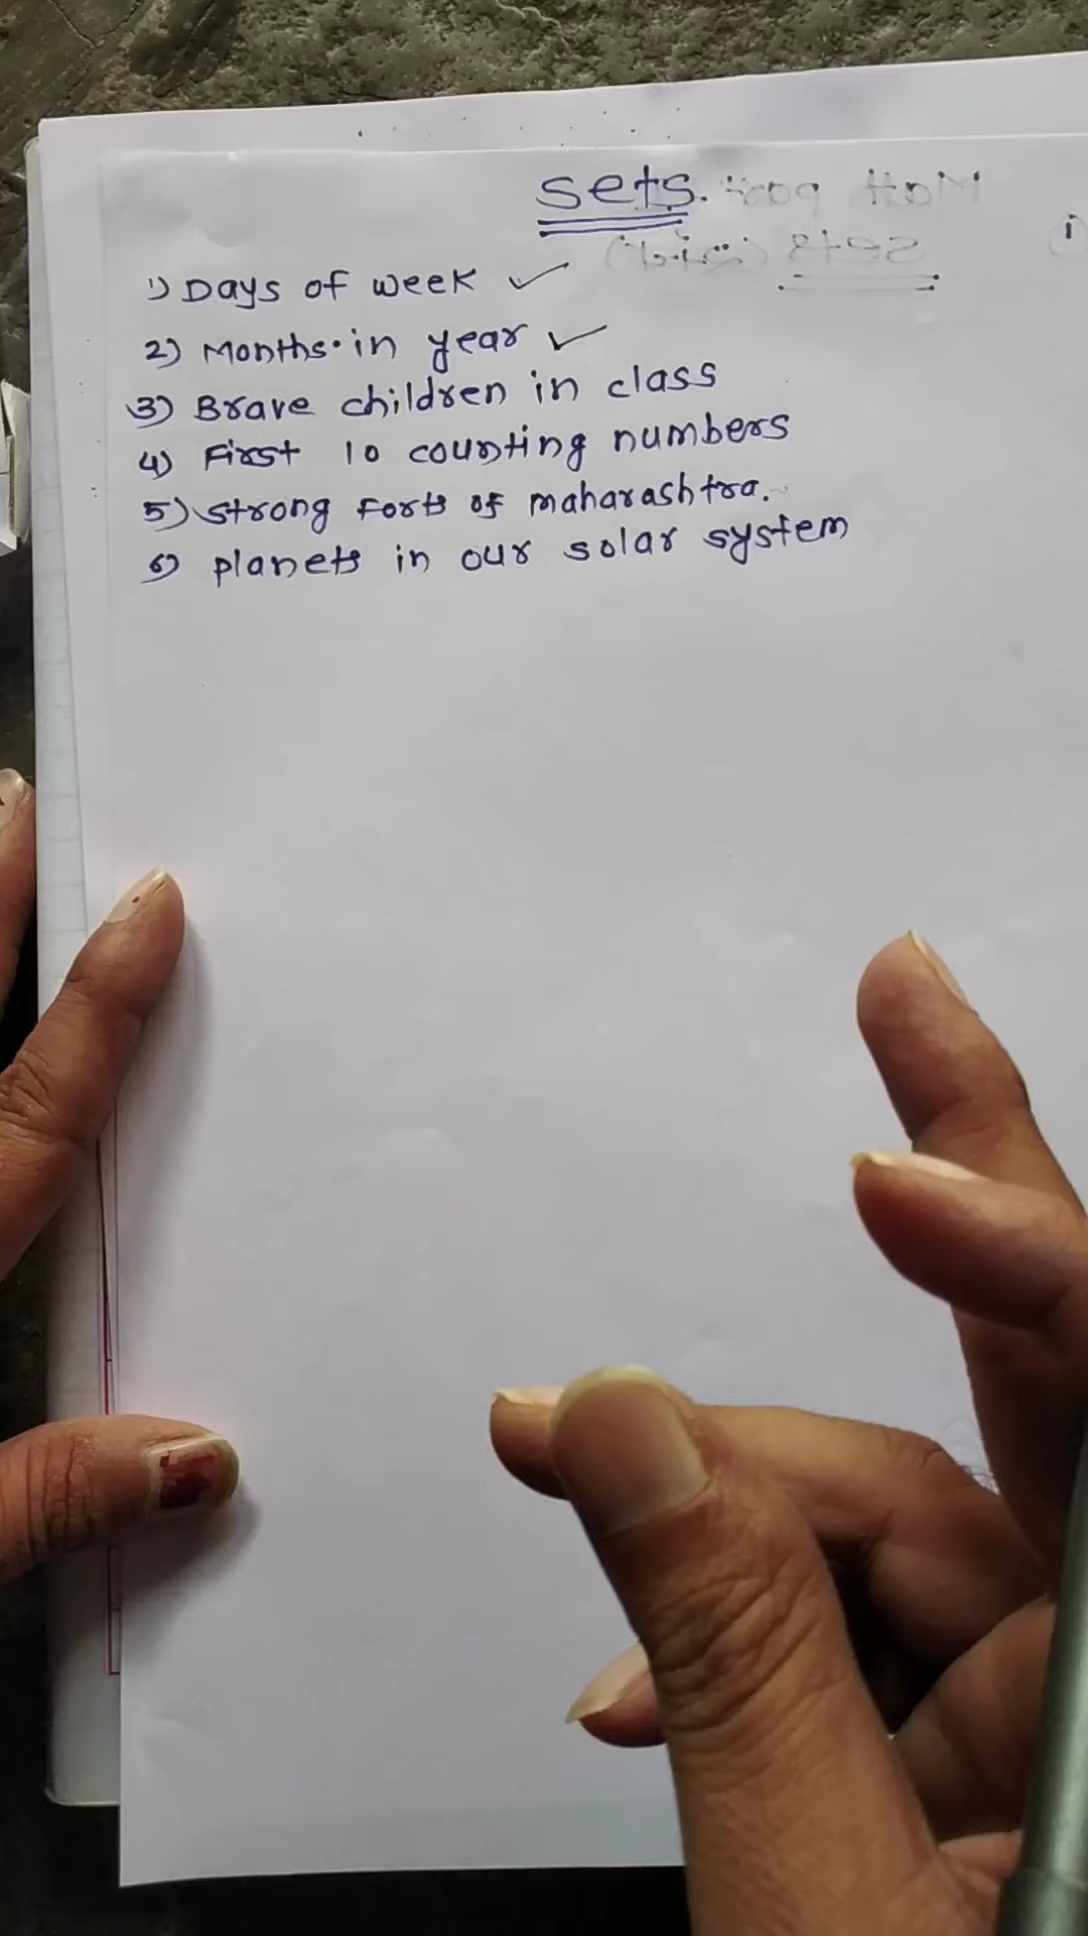 sets.
1) Days of week ✓
2) Months in year ✓
3) Brave children in class
4) First 10 counting numbers
5) strong forts of maharashtra.
6) planets in our solar system